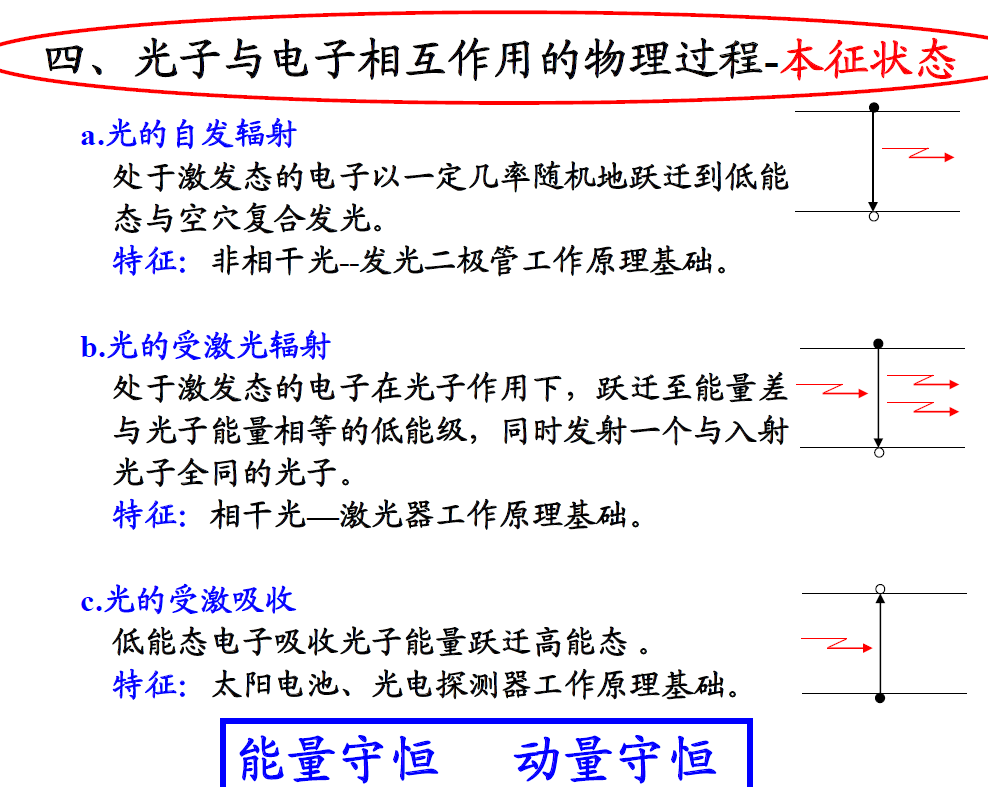 四、光子与电子相互作用的物理过程-本征状态
a.光的自发辐射
处于激发态的电子以一定几率随机地跃迁到低能
态与空穴复合发光。
特征：非相干光--发光二极管工作原理基础。
b.光的受激光辐射
处于激发态的电子在光子作用下，跃迁至能量差
与光子能量相等的低能级，同时发射一个与入射
光子全同的光子。
特征：相干光—激光器工作原理基础。
c.光的受激吸收
低能态电子吸收光子能量跃迁高能态 。
特征：太阳电池、光电探测器工作原理基础。
能量守恒 动量守恒